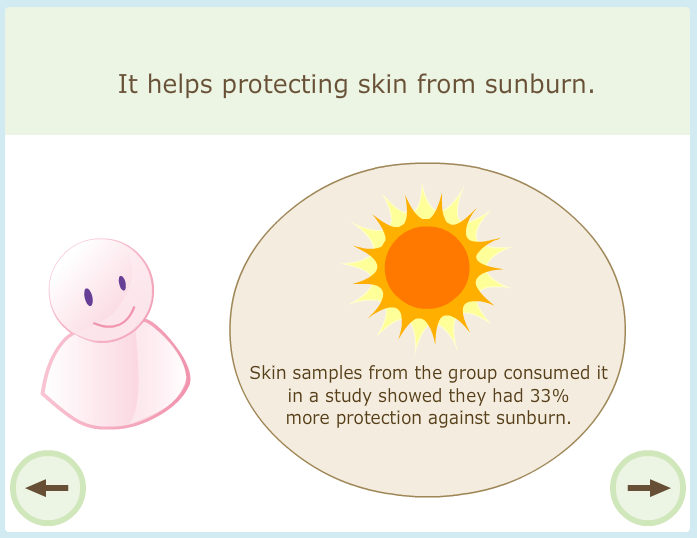 It helps protecting skin from sunburn.
Skin samples from the group consumed it
in a study showed they had 33%
more protection against sunburn.